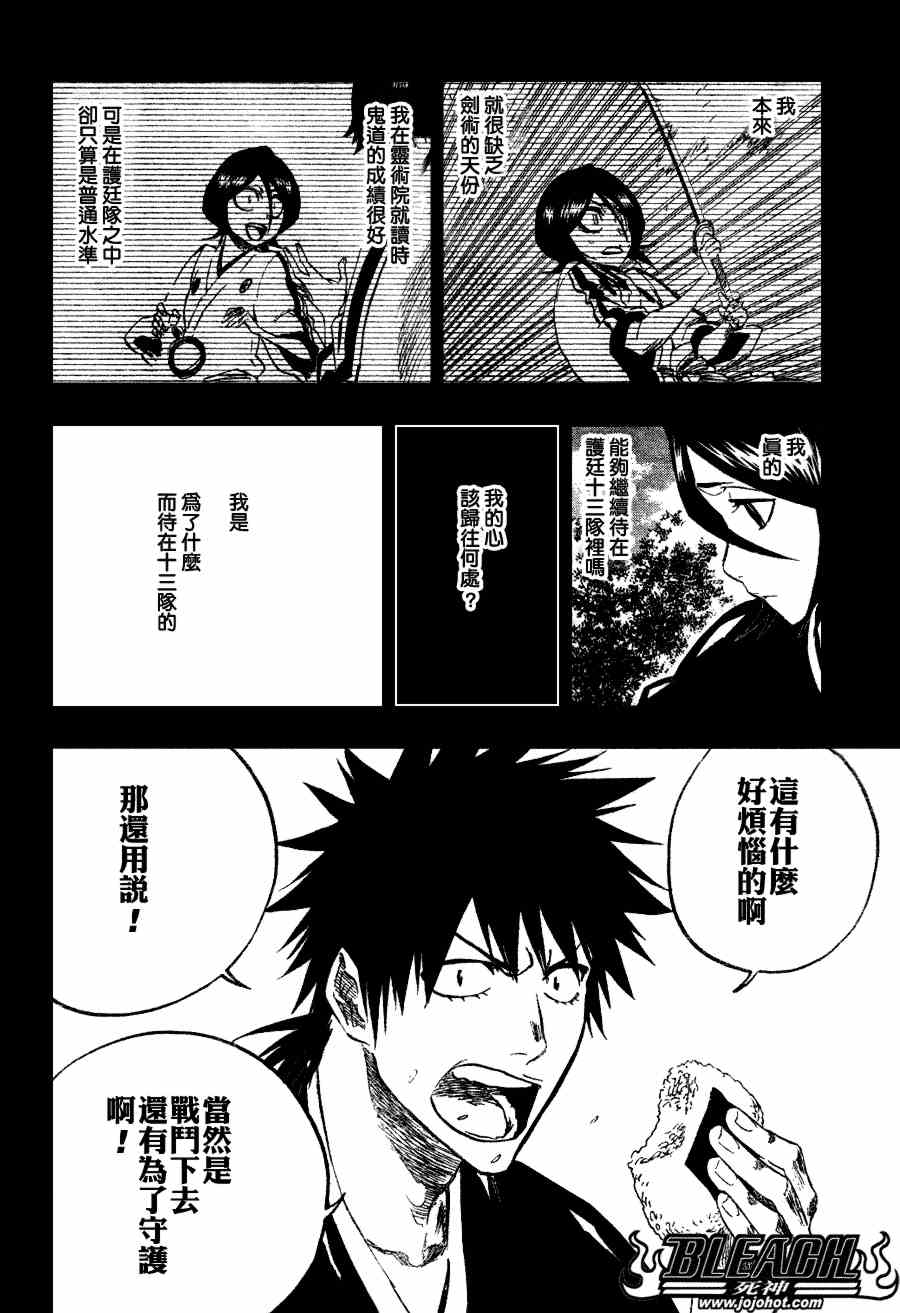 我
本來
就很缺乏
劍術的天份
我在靈術院就讀時
鬼道的成績很好
可是在護廷隊之中
卻只算是普通水準
我
真的
能夠繼續待在
護廷十三隊裡嗎
我的心
該歸往何處？
我是
為了什麼
而待在十三隊的
這有什麼
好煩惱的啊
那還用説！
當然是
戰鬥下去
還有為了守護
啊！
BLEACH
死神
www.jojohot.com